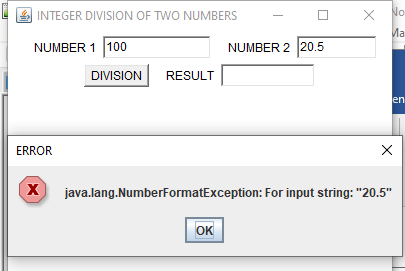 INTEGER DIVISION OF TWO NUMBERS
NUMBER 1 100 NUMBER 2 20.5
DIVISION RESULT
ERROR
java.lang.NumberFormatException: For input string: "20.5"
OK